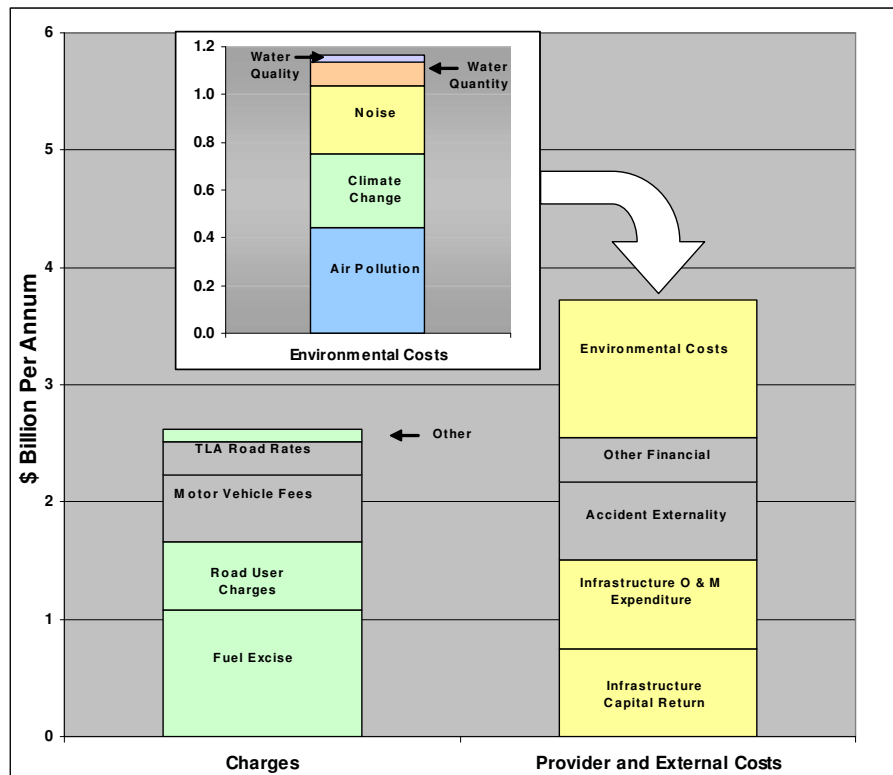 6
5
4
3
2
1
0
$ Billion Per Annum
1.2
1.0
0.8
0.6
0.4
0.2
0.0
Water
Quality
Water
Quantity
Noise
Climate
Change
Air Pollution
Environmental Costs
Other
TLA Road Rates
Motor Vehicle Fees
Road User
Charges
Fuel Excise
Environmental Costs
Other Financial
Accident Externality
Infrastructure O & M
Expenditure
Infrastructure
Capital Return
Charges
Provider and External Costs